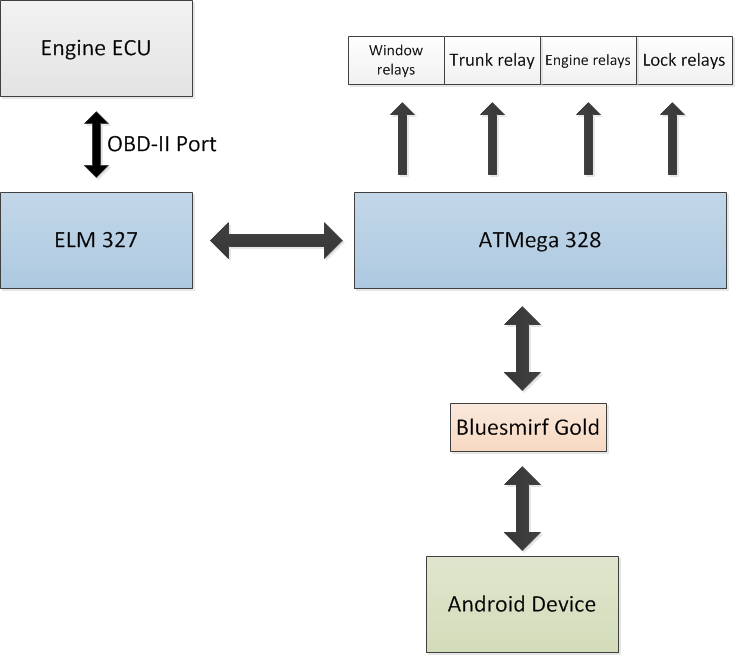 Engine ECU
Window
relays
Trunk relay
Engine relays
Lock relays
OBD-II Port
ELM 327
ATMega 328
Bluesmirf Gold
Android Device